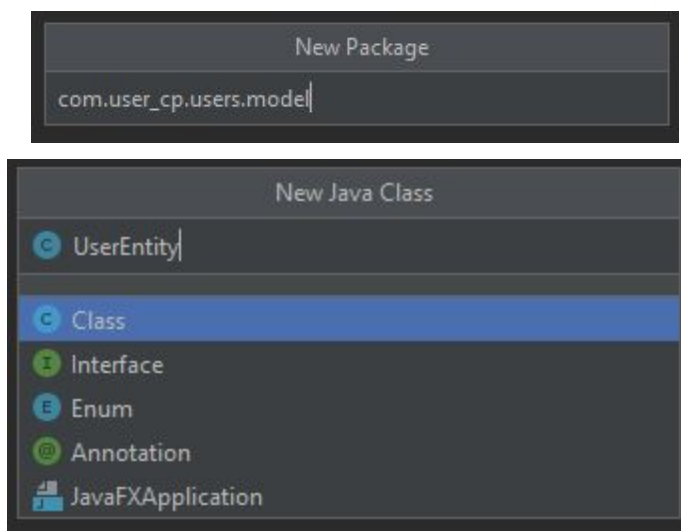 New Package
com.user_cp.users.model
New Java Class
C UserEntity
C Class
I Interface
E Enum
@ Annotation
JavaFXApplication